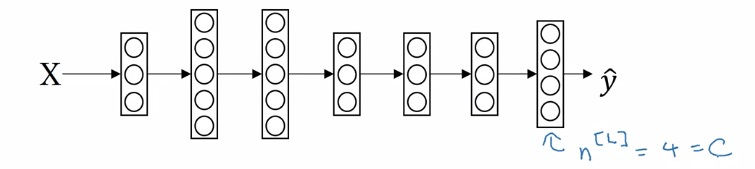 X ŷ
n^[L] = 4 = C